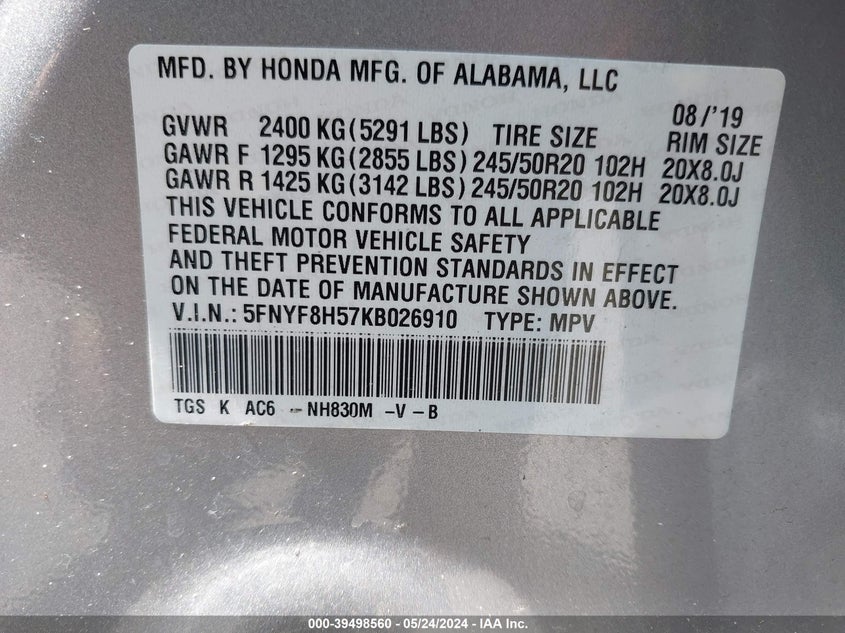 MFD. BY HONDA MFG. OF ALABAMA, LLC
08/'19
GVWR 2400 KG(5291 LBS) TIRE SIZE RIM SIZE
GAWR F 1295 KG(2855 LBS) 245/50R20 102H 20X8.0J
GAWR R 1425 KG(3142 LBS) 245/50R20 102H 20X8.0J
THIS VEHICLE CONFORMS TO ALL APPLICABLE
FEDERAL MOTOR VEHICLE SAFETY
AND THEFT PREVENTION STANDARDS IN EFFECT
ON THE DATE OF MANUFACTURE SHOWN ABOVE.
V.I.N.: 5FNYF8H57KB026910 TYPE: MPV
TGS K AC6 - NH830M -V -B
000-39498560 - 05/24/2024 - IAA Inc.